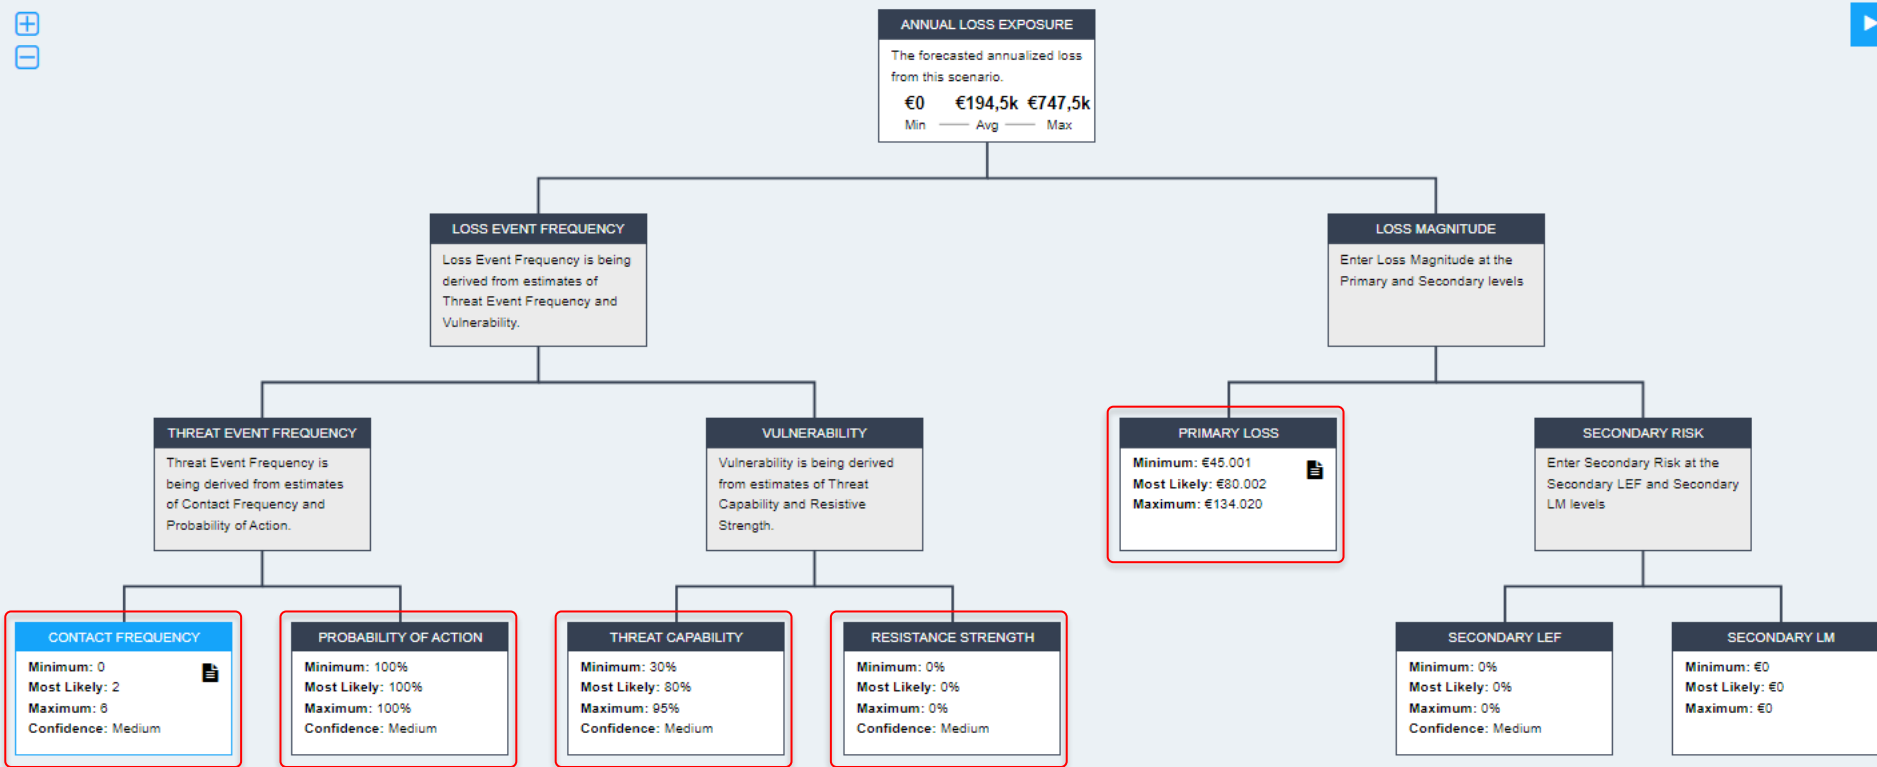 ANNUAL LOSS EXPOSURE
The forecasted annualized loss
from this scenario.
€0 €194,5k €747,5k
Min Avg Max
LOSS EVENT FREQUENCY
Loss Event Frequency is being
derived from estimates of
Threat Event Frequency and
Vulnerability.
LOSS MAGNITUDE
Enter Loss Magnitude at the
Primary and Secondary levels
THREAT EVENT FREQUENCY
Threat Event Frequency is
being derived from estimates
of Contact Frequency and
Probability of Action.
VULNERABILITY
Vulnerability is being derived
from estimates of Threat
Capability and Resistive
Strength.
PRIMARY LOSS
Minimum: €45.001
Most Likely: €80.002
Maximum: €134.020
SECONDARY RISK
Enter Secondary Risk at the
Secondary LEF and Secondary
LM levels
CONTACT FREQUENCY
Minimum: 0
Most Likely: 2
Maximum: 6
Confidence: Medium
PROBABILITY OF ACTION
Minimum: 100%
Most Likely: 100%
Maximum: 100%
Confidence: Medium
THREAT CAPABILITY
Minimum: 30%
Most Likely: 80%
Maximum: 95%
Confidence: Medium
RESISTANCE STRENGTH
Minimum: 0%
Most Likely: 0%
Maximum: 0%
Confidence: Medium
SECONDARY LEF
Minimum: 0%
Most Likely: 0%
Maximum: 0%
Confidence: Medium
SECONDARY LM
Minimum: €0
Most Likely: €0
Maximum: €0